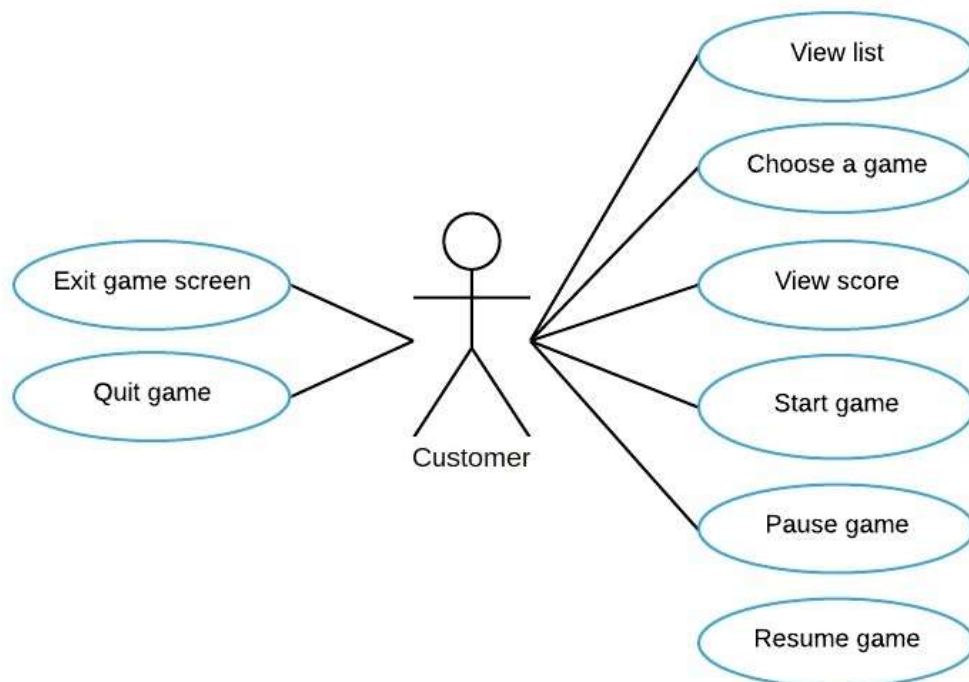 View list
Choose a game
Exit game screen
View score
Quit game
Start game
Customer
Pause game
Resume game